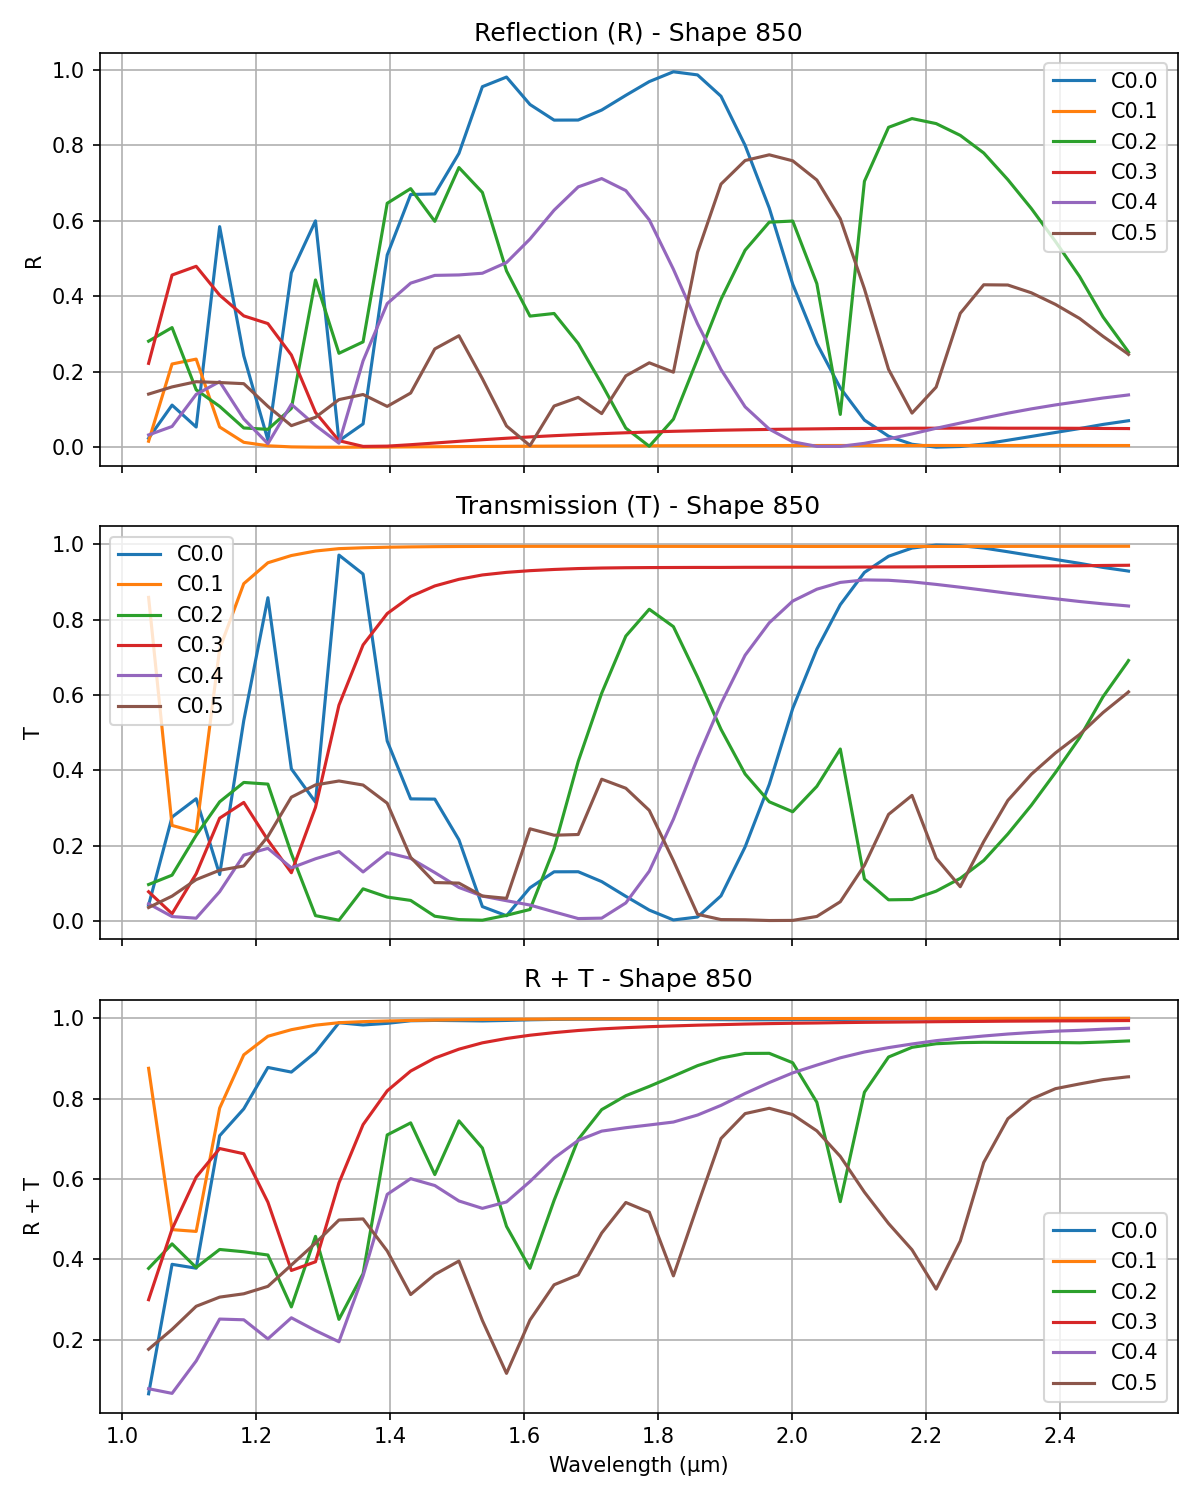 Reflection (R) - Shape 850
1.0
0.8
0.6
0.4
0.2
0.0
R
C0.0
C0.1
C0.2
C0.3
C0.4
C0.5
Transmission (T) - Shape 850
1.0
0.8
0.6
0.4
0.2
0.0
T
C0.0
C0.1
C0.2
C0.3
C0.4
C0.5
R + T - Shape 850
1.0
0.8
0.6
0.4
0.2
R + T
C0.0
C0.1
C0.2
C0.3
C0.4
C0.5
1.0 1.2 1.4 1.6 1.8 2.0 2.2 2.4
Wavelength (μm)